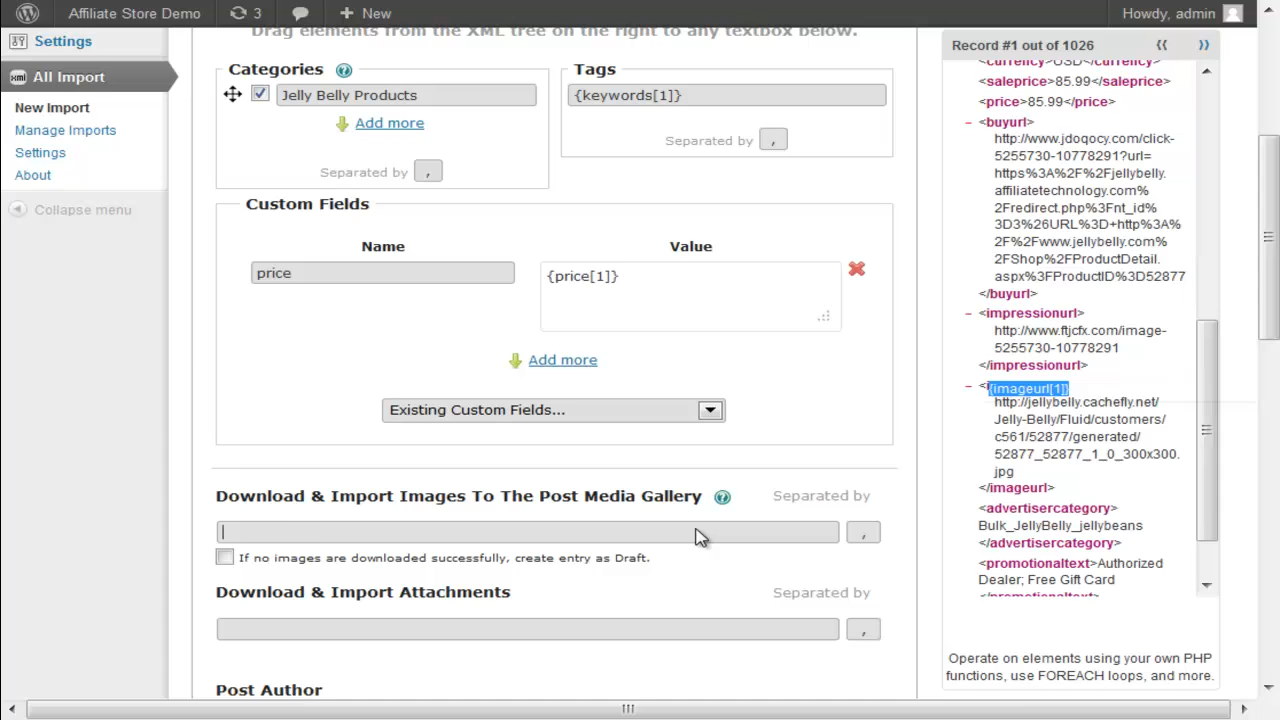 Affiliate Store Demo
3
New
Howdy, admin
Settings
All Import
New Import
Manage Imports
Settings
About
Collapse menu
Drag elements from the XML tree on the right to any textbox below.
Categories
Jelly Belly Products
Add more
Separated by ,
Tags
{keywords[1]}
Separated by ,
Custom Fields
Name
Value
price
{price[1]}
Add more
Existing Custom Fields...
Download & Import Images To The Post Media Gallery
Separated by
,
If no images are downloaded successfully, create entry as Draft.
Download & Import Attachments
Separated by
,
Post Author
Record #1 out of 1026
<currency>USD</currency>
<saleprice>85.99</saleprice>
<price>85.99</price>
<buyurl>
http://www.jdoqocy.com/click-
5255730-10778291?url=
https%3A%2F%2Fjellybelly.
affiliatetechnology.com%
2Fredirect.php%3Fnt_id%
3D3%26URL%3D+http%3A%
2F%2Fwww.jellybelly.com%
2FShop%2FProductDetail.
aspx%3FProductID%3D52877
</buyurl>
<impressionurl>
http://www.ftjcfx.com/image-
5255730-10778291
</impressionurl>
{imageurl[1]}
http://jellybelly.cachefly.net/
Jelly-Belly/Fluid/customers/
c561/52877/generated/
52877_52877_1_0_300x300.
jpg
</imageurl>
<advertisercategory>
Bulk_JellyBelly_jellybeans
</advertisercategory>
<promotionaltext>Authorized
Dealer; Free Gift Card
</promotionaltext>
Operate on elements using your own PHP
functions, use FOREACH loops, and more.